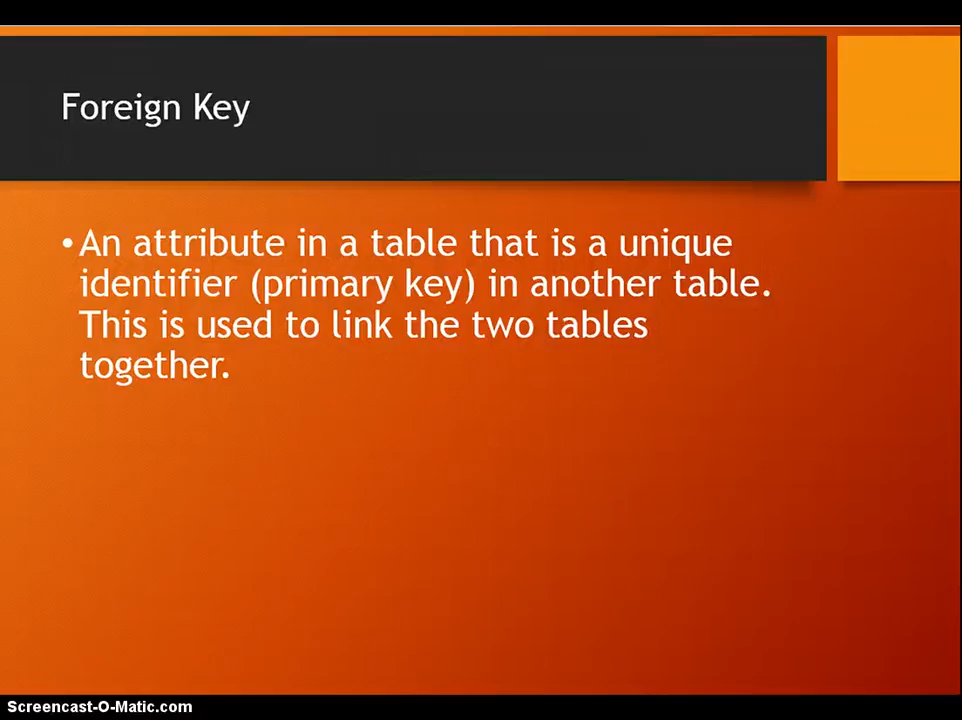 Foreign Key
•An attribute in a table that is a unique
identifier (primary key) in another table.
This is used to link the two tables
together.
Screencast-O-Matic.com